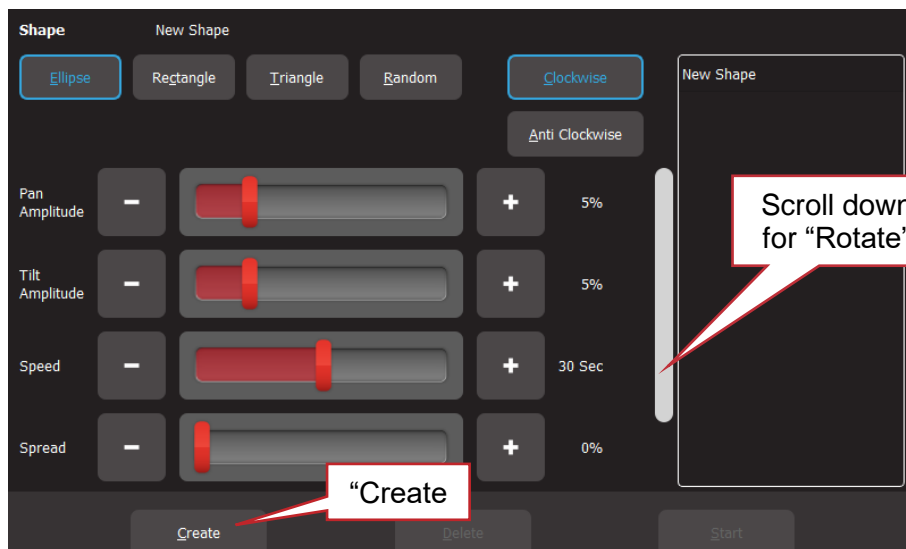 Shape New Shape
Ellipse Rectangle Triangle Random Clockwise
New Shape
Anti Clockwise
Pan
Amplitude
− + 5%
Scroll down
for “Rotate”
Tilt
Amplitude
− + 5%
Speed − + 30 Sec
Spread − + 0%
“Create
Create Delete Start